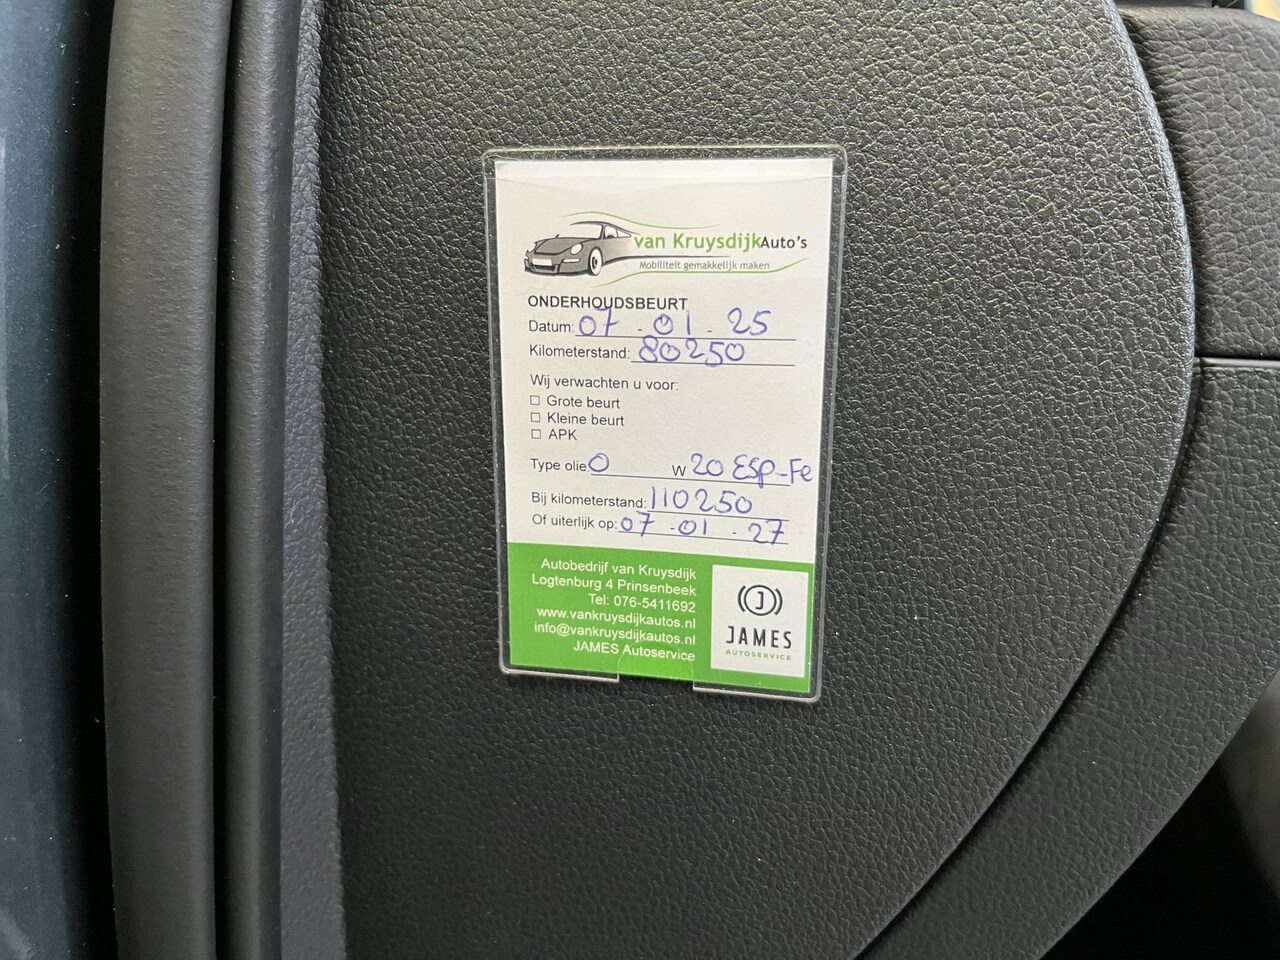 van Kruysdijk Auto's
Mobiliteit gemakkelijk maken
ONDERHOUDSBEURT
Datum: 07 - 01 - 25
Kilometerstand: 80250
Wij verwachten u voor:
☐ Grote beurt
☐ Kleine beurt
☐ APK
Type olie: 0 W 20 ESP-Fe
Bij kilometerstand: 110250
Of uiterlijk op: 07 - 01 - 27
Autobedrijf van Kruysdijk
Logtenburg 4 Prinsenbeek
Tel: 076-5411692
www.vankruysdijkautos.nl
info@vankruysdijkautos.nl
JAMES Autoservice
J
JAMES
AUTOSERVICE